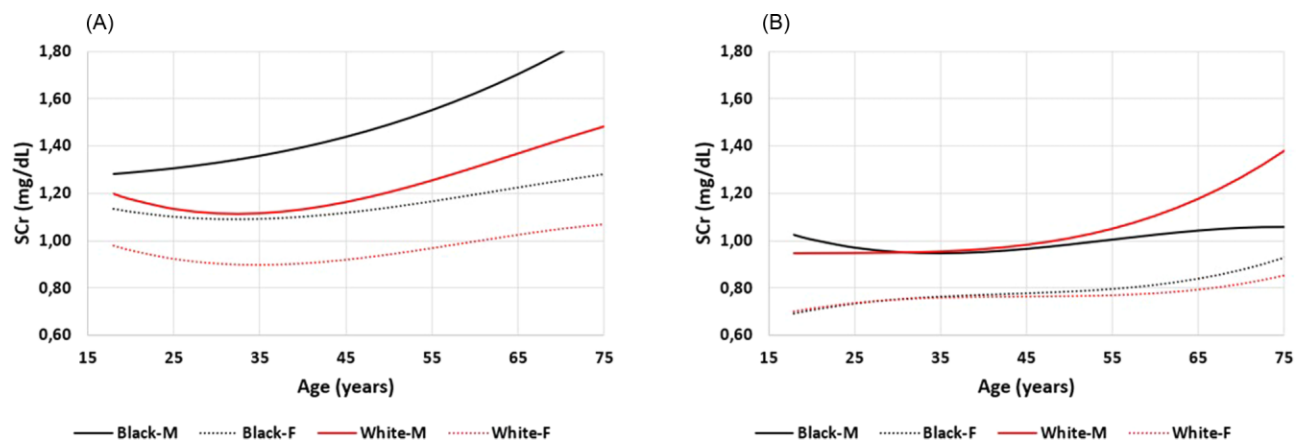 (A)
1,80
1,60
1,40
1,20
1,00
0,80
0,60
SCr (mg/dL)
15 25 35 45 55 65 75
Age (years)
Black-M Black-F White-M White-F
(B)
1,80
1,60
1,40
1,20
1,00
0,80
0,60
SCr (mg/dL)
15 25 35 45 55 65 75
Age (years)
Black-M Black-F White-M White-F